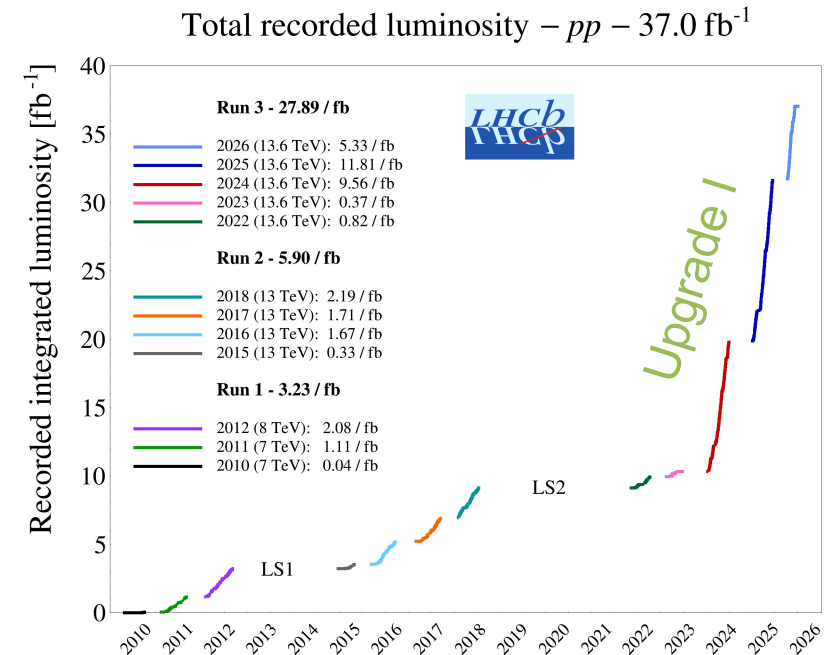 Total recorded luminosity − pp − 37.0 fb⁻¹
Recorded integrated luminosity [fb⁻¹]
40
35
30
25
20
15
10
5
0
Run 3 - 27.89 / fb
2026 (13.6 TeV): 5.33 / fb
2025 (13.6 TeV): 11.81 / fb
2024 (13.6 TeV): 9.56 / fb
2023 (13.6 TeV): 0.37 / fb
2022 (13.6 TeV): 0.82 / fb
Run 2 - 5.90 / fb
2018 (13 TeV): 2.19 / fb
2017 (13 TeV): 1.71 / fb
2016 (13 TeV): 1.67 / fb
2015 (13 TeV): 0.33 / fb
Run 1 - 3.23 / fb
2012 (8 TeV): 2.08 / fb
2011 (7 TeV): 1.11 / fb
2010 (7 TeV): 0.04 / fb
LHCb
LHCb
Upgrade I
LS1
LS2
2010
2011
2012
2013
2014
2015
2016
2017
2018
2019
2020
2021
2022
2023
2024
2025
2026